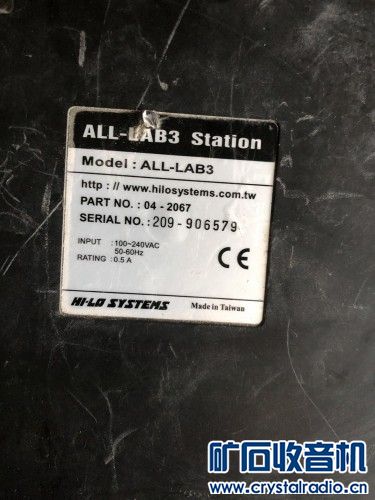 ALL-LAB3 Station
Model : ALL-LAB3
http : // www.hilosystems.com.tw
PART NO. : 04 - 2067
SERIAL NO.: 209-906579
INPUT : 100~240VAC
50-60Hz
RATING : 0.5 A
CE
HI-LO SYSTEMS Made in Taiwan
矿石收音机
www.crystalradio.cn